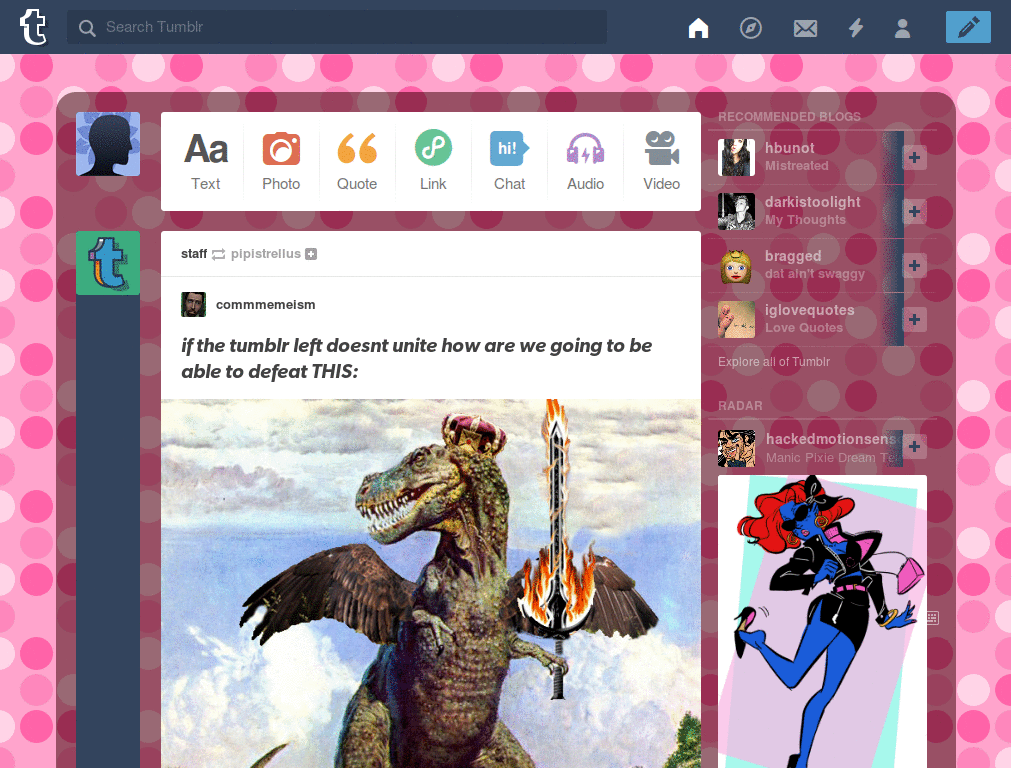 t
Search Tumblr
Aa
hi!
Text
Photo
Quote
Link
Chat
Audio
Video
t
staff pipistrellus
commmemeism
if the tumblr left doesnt unite how are we going to be
able to defeat THIS:
RECOMMENDED BLOGS
hbunot
Mistreated
darkistoolight
My Thoughts
bragged
dat ain't swaggy
iglovequotes
Love Quotes
Explore all of Tumblr
RADAR
hackedmotionsens
Manic Pixie Dream Te